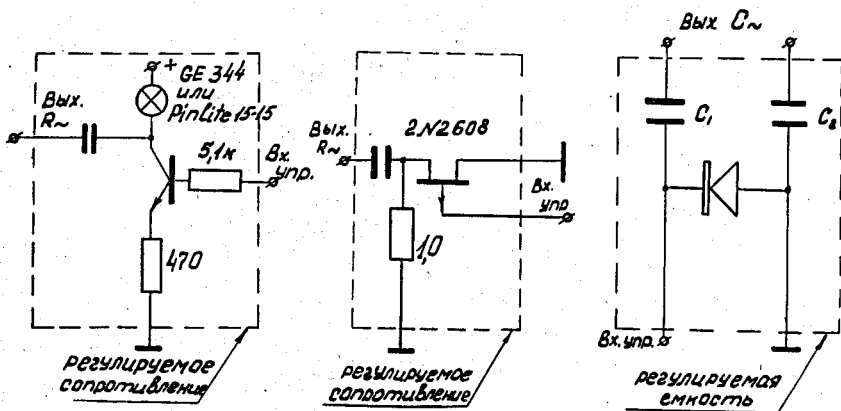 +
GE 344
или
Pinlite 15-15
Вых.
R~
5,1к
Вх.
упр.
470
регулируемое
сопротивление
Вых.
R~
2N2608
Вх.
упр
1,0
регулируемое
сопротивление
Вых С~
C₁
C₂
Вх. упр.
регулируемая
емкость